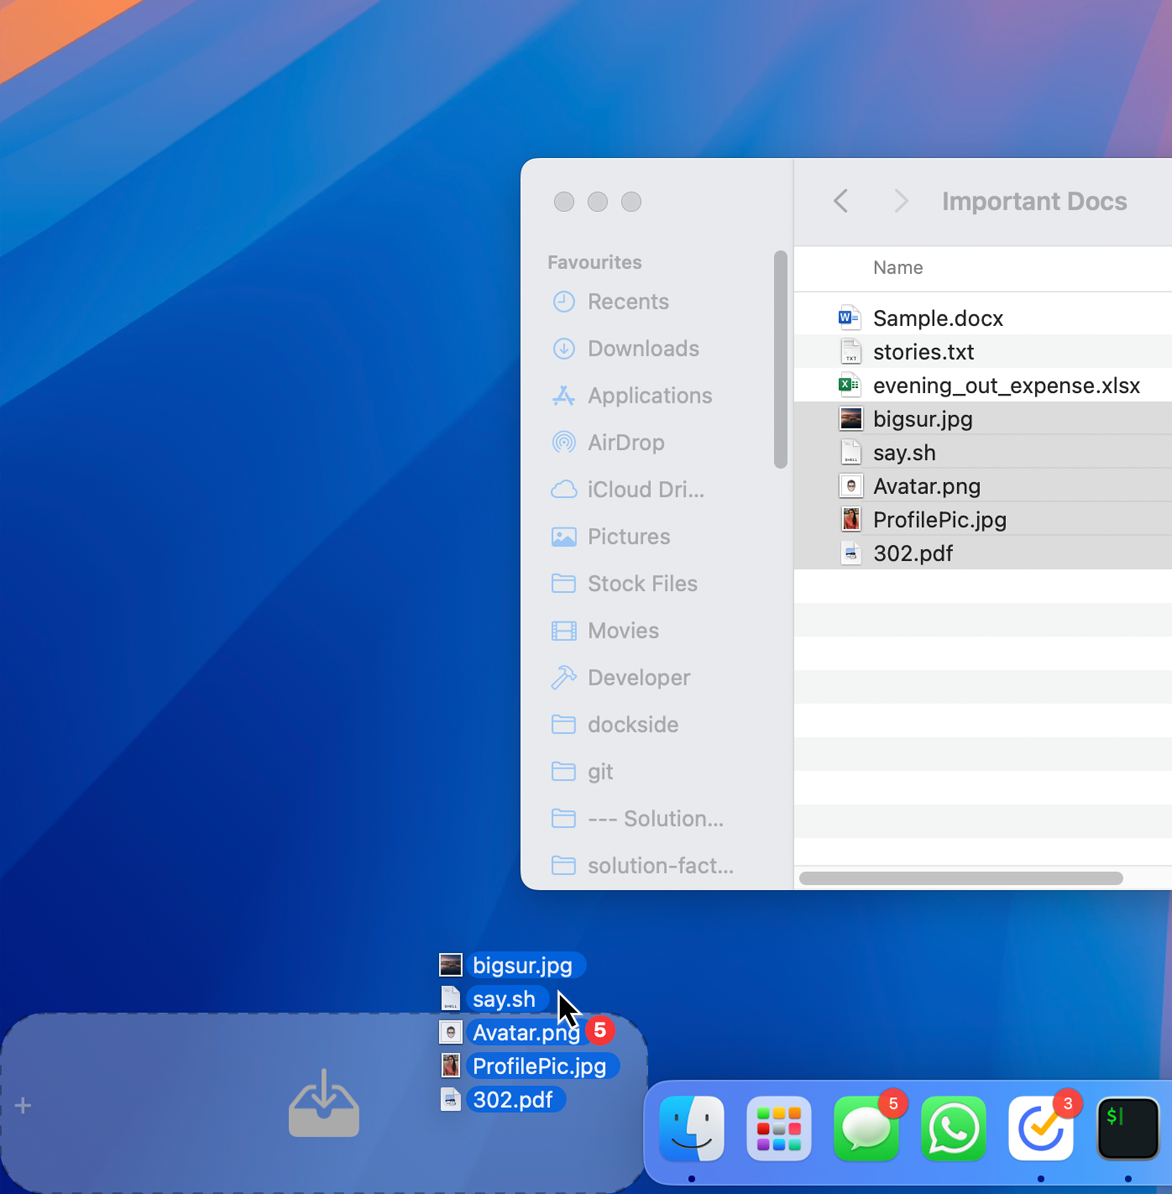 Important Docs
Favourites
Recents
Downloads
Applications
AirDrop
iCloud Dri...
Pictures
Stock Files
Movies
Developer
dockside
git
--- Solution...
solution-fact...
Name
Sample.docx
stories.txt
evening_out_expense.xlsx
bigsur.jpg
say.sh
Avatar.png
ProfilePic.jpg
302.pdf
bigsur.jpg
say.sh
Avatar.png 5
ProfilePic.jpg
302.pdf
+
5
3
$